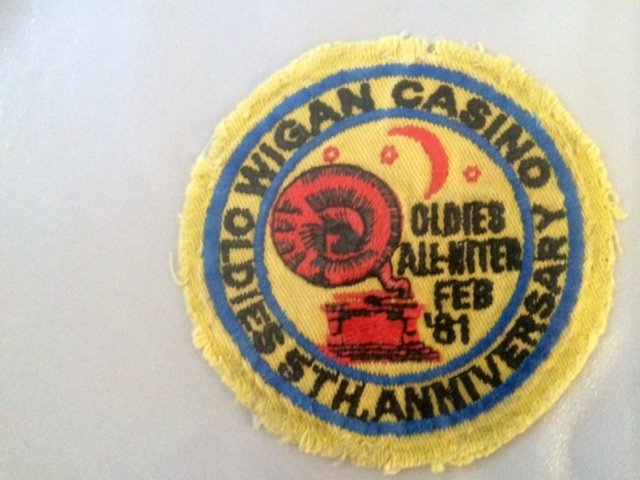 WIGAN CASINO
OLDIES
ALL-NITER
FEB
'81
OLDIES 5TH. ANNIVERSARY